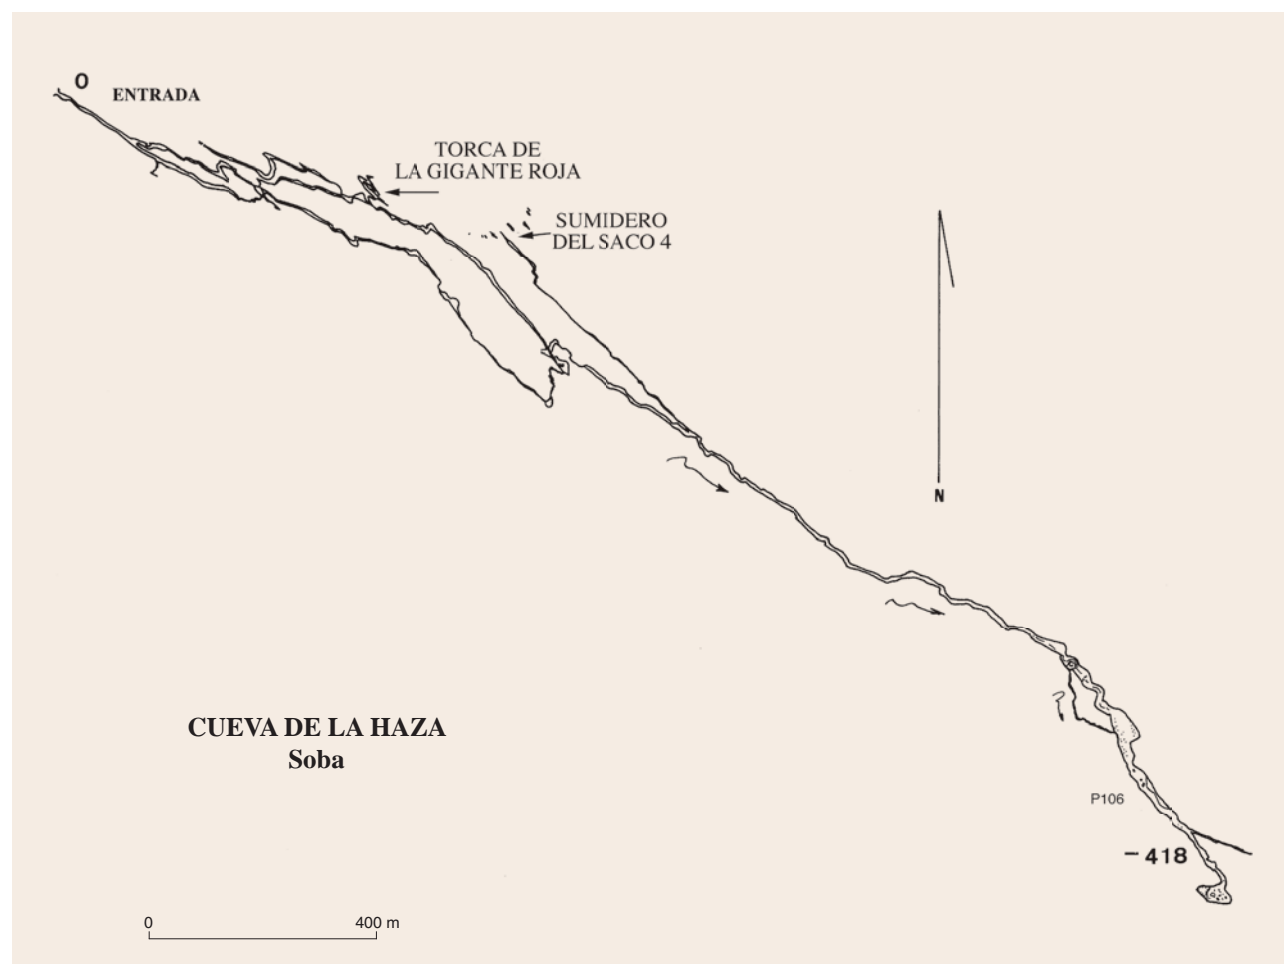 0
ENTRADA
TORCA DE
LA GIGANTE ROJA
SUMIDERO
DEL SACO 4
N
CUEVA DE LA HAZA
Soba
P106
– 418
0 400 m